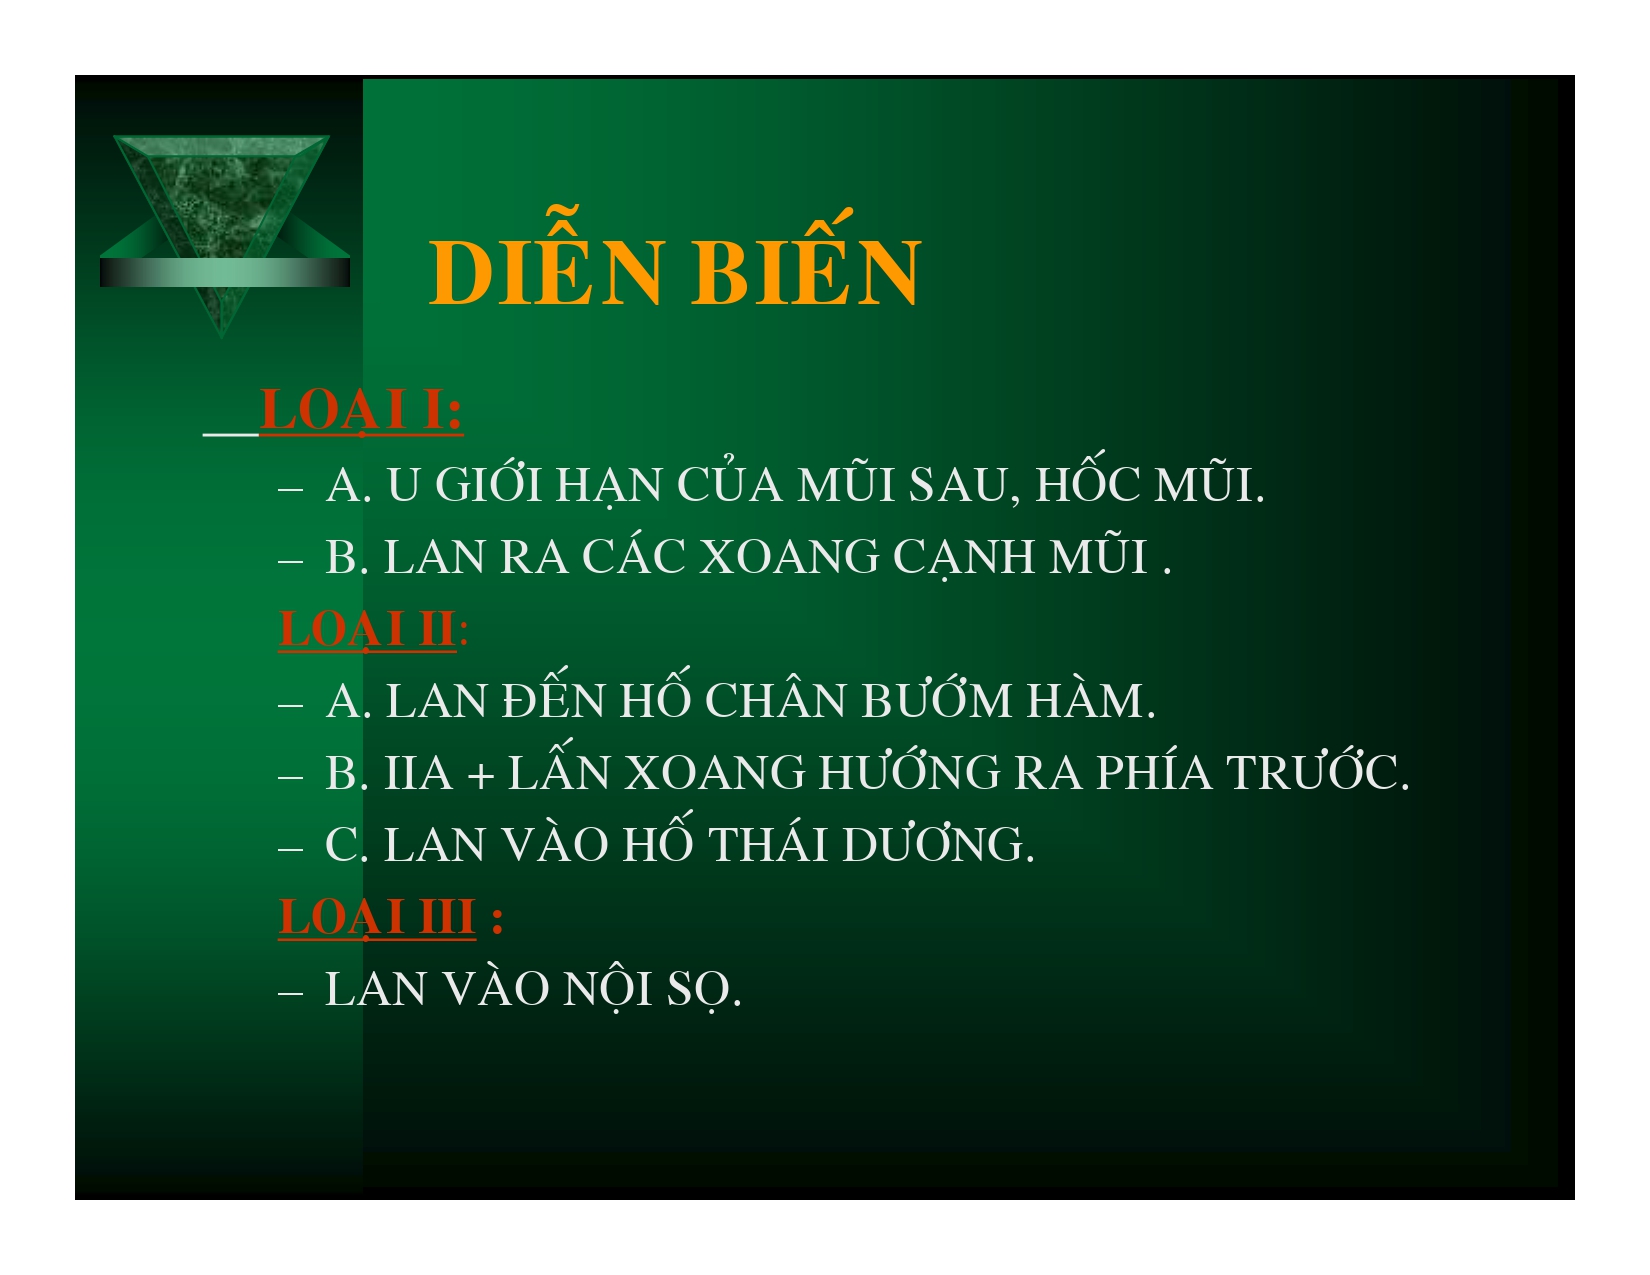 DIỄN BIẾN
LOẠI I:
– A. U GIỚI HẠN CỦA MŨI SAU, HỐC MŨI.
– B. LAN RA CÁC XOANG CẠNH MŨI .
LOẠI II:
– A. LAN ĐẾN HỐ CHÂN BƯỚM HÀM.
– B. IIA + LẤN XOANG HƯỚNG RA PHÍA TRƯỚC.
– C. LAN VÀO HỐ THÁI DƯƠNG.
LOẠI III :
– LAN VÀO NỘI SỌ.